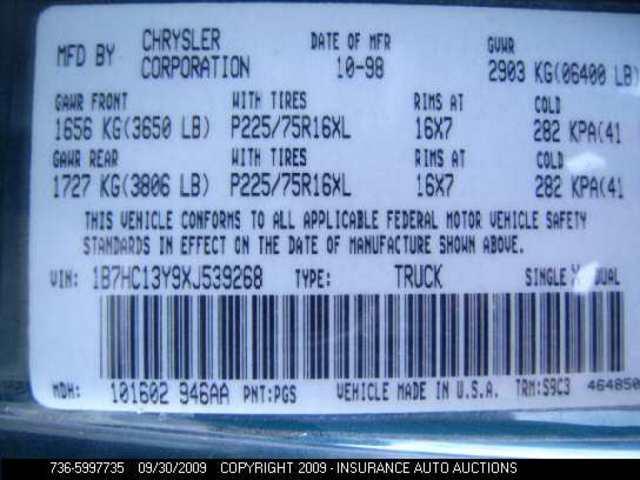 MFD BY CHRYSLER CORPORATION DATE OF MFR 10-98 GVWR 2903 KG(06400 LB)
GAWR FRONT WITH TIRES RIMS AT COLD
1656 KG(3650 LB) P225/75R16XL 16X7 282 KPA(41
GAWR REAR WITH TIRES RIMS AT COLD
1727 KG(3806 LB) P225/75R16XL 16X7 282 KPA(41
THIS VEHICLE CONFORMS TO ALL APPLICABLE FEDERAL MOTOR VEHICLE SAFETY
STANDARDS IN EFFECT ON THE DATE OF MANUFACTURE SHOWN ABOVE.
VIN: 1B7HC13Y9XJ539268 TYPE: TRUCK SINGLE X DUAL
MDH: 101602 946AA PNT:PGS VEHICLE MADE IN U.S.A. TRM:S9C3 464850
736-5997735 09/30/2009 COPYRIGHT 2009 - INSURANCE AUTO AUCTIONS